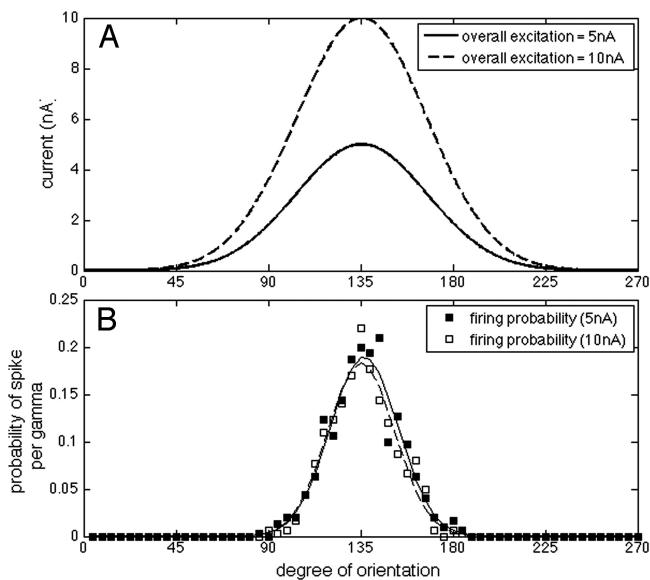 A
overall excitation = 5nA
overall excitation = 10nA
current (nA)
10
8
6
4
2
0
0 45 90 135 180 225 270
B
firing probability (5nA)
firing probability (10nA)
probability of spike
per gamma
0.25
0.2
0.15
0.1
0.05
0
0 45 90 135 180 225 270
degree of orientation